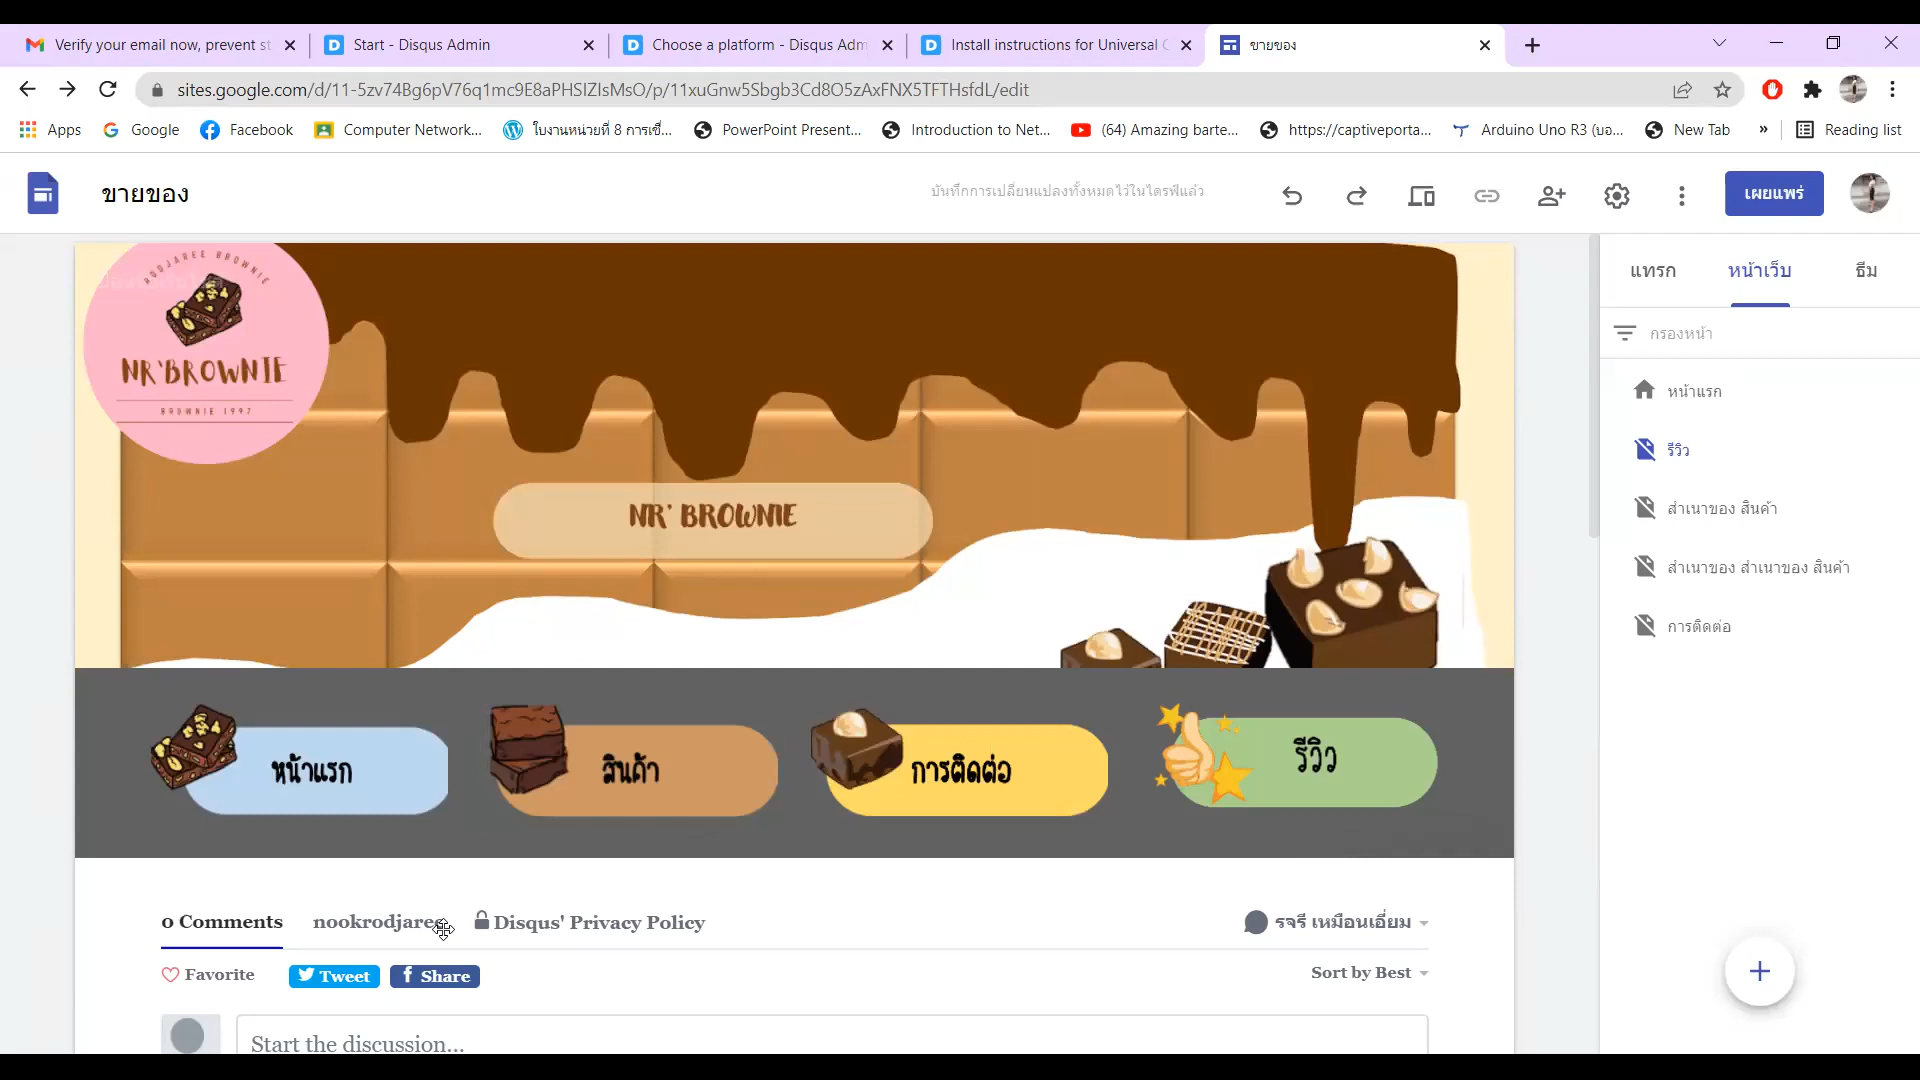 Verify your email now, prevent st
Start - Disqus Admin
Choose a platform - Disqus Adm
Install instructions for Universal C
ขายของ
sites.google.com/d/11-5zv74Bg6pV76q1mc9E8aPHSIZIsMsO/p/11xuGnw5Sbgb3Cd8O5zAxFNX5TFTHsfdL/edit
Apps
Google
Facebook
Computer Network...
ใบงานหน่วยที่ 8 การเชื่...
PowerPoint Present...
Introduction to Net...
(64) Amazing barte...
https://captiveporta...
Arduino Uno R3 (บอ...
New Tab
»
Reading list
ขายของ
บันทึกการเปลี่ยนแปลงทั้งหมดไว้ในไดรฟ์แล้ว
เผยแพร่
แทรก
หน้าเว็บ
ธีม
กรองหน้า
หน้าแรก
รีวิว
สำเนาของ สินค้า
สำเนาของ สำเนาของ สินค้า
การติดต่อ
RODJAREE BROWNIE
NR'BROWNIE
BROWNIE 1997
NR' BROWNIE
หน้าแรก
สินค้า
การติดต่อ
รีวิว
0 Comments
nookrodjaree
Disqus' Privacy Policy
รจรี เหมือนเอี่ยม
Favorite
Tweet
Share
Sort by Best
Start the discussion...